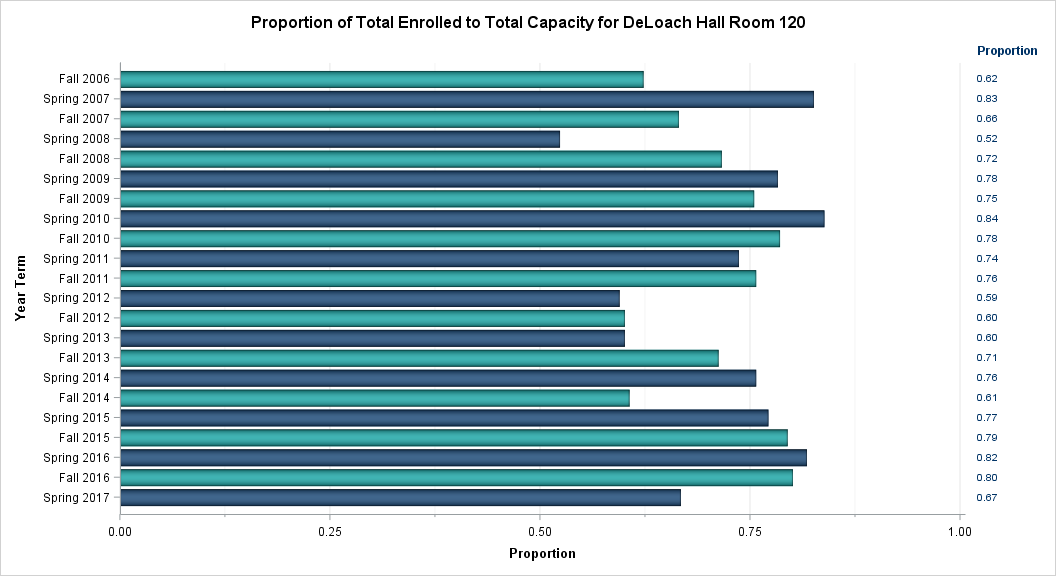 Proportion of Total Enrolled to Total Capacity for DeLoach Hall Room 120
Proportion
Fall 2006 0.62
Spring 2007 0.83
Fall 2007 0.66
Spring 2008 0.52
Fall 2008 0.72
Spring 2009 0.78
Fall 2009 0.75
Spring 2010 0.84
Fall 2010 0.78
Spring 2011 0.74
Fall 2011 0.76
Spring 2012 0.59
Fall 2012 0.60
Spring 2013 0.60
Fall 2013 0.71
Spring 2014 0.76
Fall 2014 0.61
Spring 2015 0.77
Fall 2015 0.79
Spring 2016 0.82
Fall 2016 0.80
Spring 2017 0.67
Year Term
0.00 0.25 0.50 0.75 1.00
Proportion